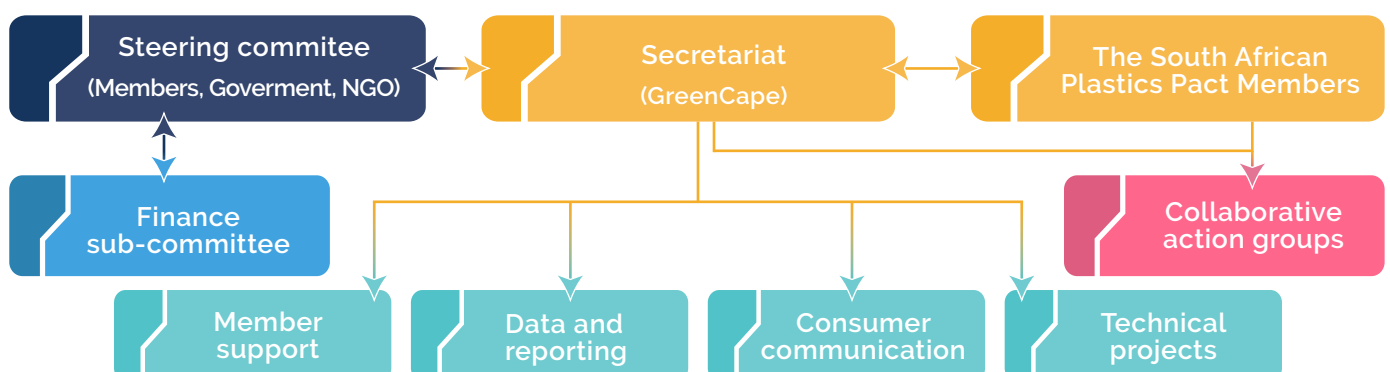 Steering commitee
(Members, Goverment, NGO)
Secretariat
(GreenCape)
The South African
Plastics Pact Members
Finance
sub-committee
Collaborative
action groups
Member
support
Data and
reporting
Consumer
communication
Technical
projects